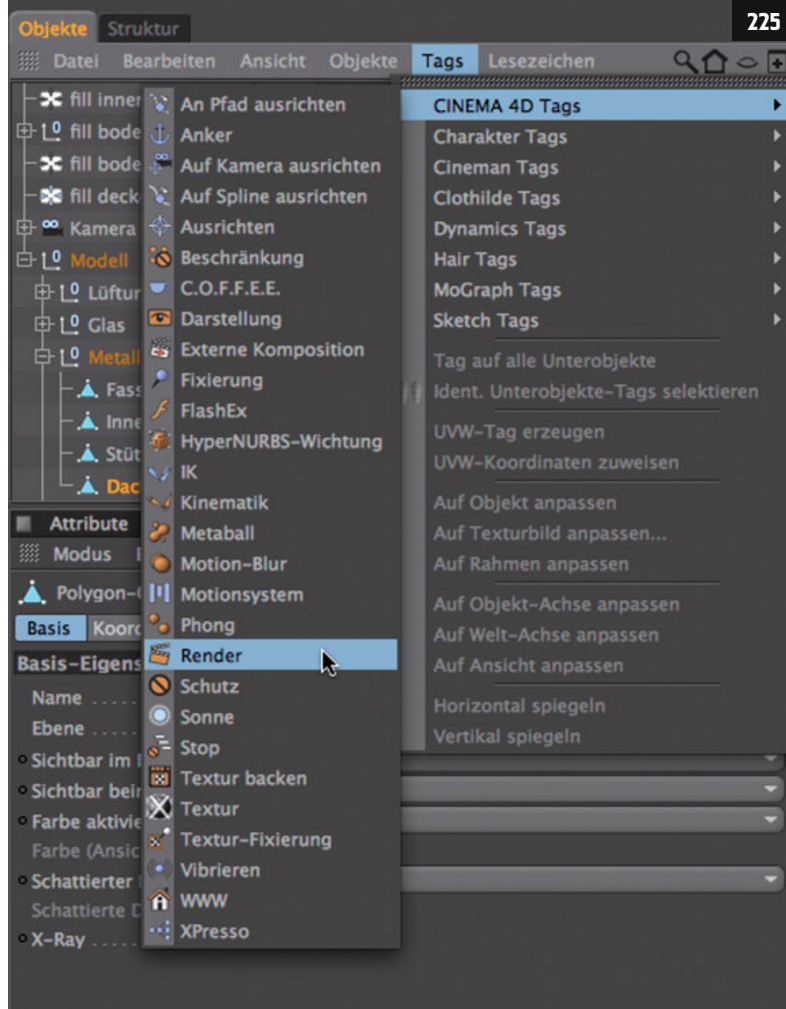 225
Objekte Struktur
Datei Bearbeiten Ansicht Objekte Tags Lesezeichen
fill inner
fill bode
fill bode
fill deck
Kamera
Modell
Lüftur
Glas
Metall
Fass
Inne
Stüt
Dac
An Pfad ausrichten
Anker
Auf Kamera ausrichten
Auf Spline ausrichten
Ausrichten
Beschränkung
C.O.F.F.E.E.
Darstellung
Externe Komposition
Fixierung
FlashEx
HyperNURBS-Wichtung
IK
Kinematik
Metaball
Motion-Blur
Motionsystem
Phong
Render
Schutz
Sonne
Stop
Textur backen
Textur
Textur-Fixierung
Vibrieren
WWW
XPresso
CINEMA 4D Tags
Charakter Tags
Cineman Tags
Clothilde Tags
Dynamics Tags
Hair Tags
MoGraph Tags
Sketch Tags
Tag auf alle Unterobjekte
Ident. Unterobjekte-Tags selektieren
UVW-Tag erzeugen
UVW-Koordinaten zuweisen
Auf Objekt anpassen
Auf Texturbild anpassen...
Auf Rahmen anpassen
Auf Objekt-Achse anpassen
Auf Welt-Achse anpassen
Auf Ansicht anpassen
Horizontal spiegeln
Vertikal spiegeln
Attribute
Modus
Polygon-
Basis Koord
Basis-Eigens
Name .....
Ebene .....
Sichtbar im
Sichtbar bei
Farbe aktivie
Farbe (Ansic
Schattierter
Schattierte D
X-Ray .....